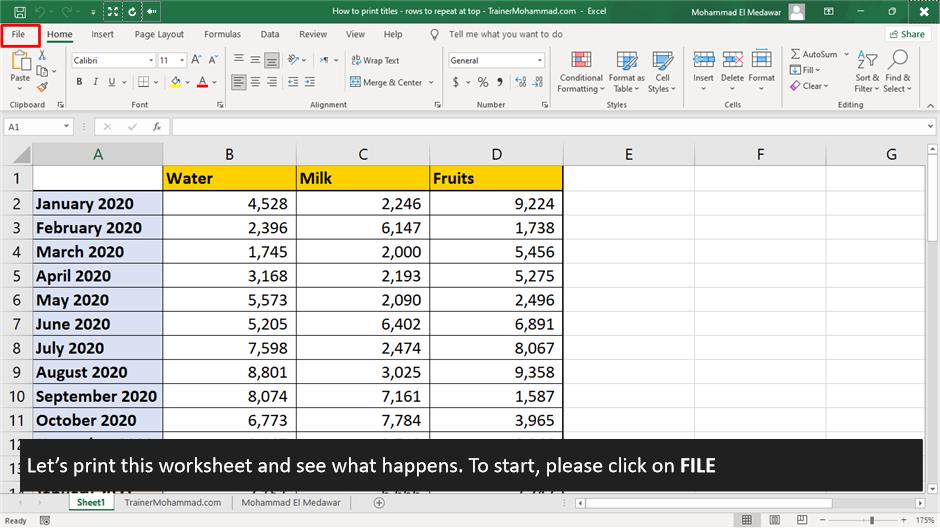 How to print titles - rows to repeat at top - TrainerMohammad.com - Excel
Mohammad El Medawar
File Home Insert Page Layout Formulas Data Review View Help Tell me what you want to do Share
Calibri 11 A A Wrap Text General AutoSum
Paste Conditional Format as Cell Insert Delete Format Fill Sort & Find &
B I U A Merge & Center $ % , Formatting Table Styles Clear Filter Select
Clipboard Font Alignment Number Styles Cells Editing
A1 fx
A B C D E F G
1 Water Milk Fruits
2 January 2020 4,528 2,246 9,224
3 February 2020 2,396 6,147 1,738
4 March 2020 1,745 2,000 5,456
5 April 2020 3,168 2,193 5,275
6 May 2020 5,573 2,090 2,496
7 June 2020 5,205 6,402 6,891
8 July 2020 7,598 2,474 8,067
9 August 2020 8,801 3,025 9,358
10 September 2020 8,074 7,161 1,587
11 October 2020 6,773 7,784 3,965
12
Let's print this worksheet and see what happens. To start, please click on FILE
Sheet1 TrainerMohammad.com Mohammad El Medawar
Ready 175%